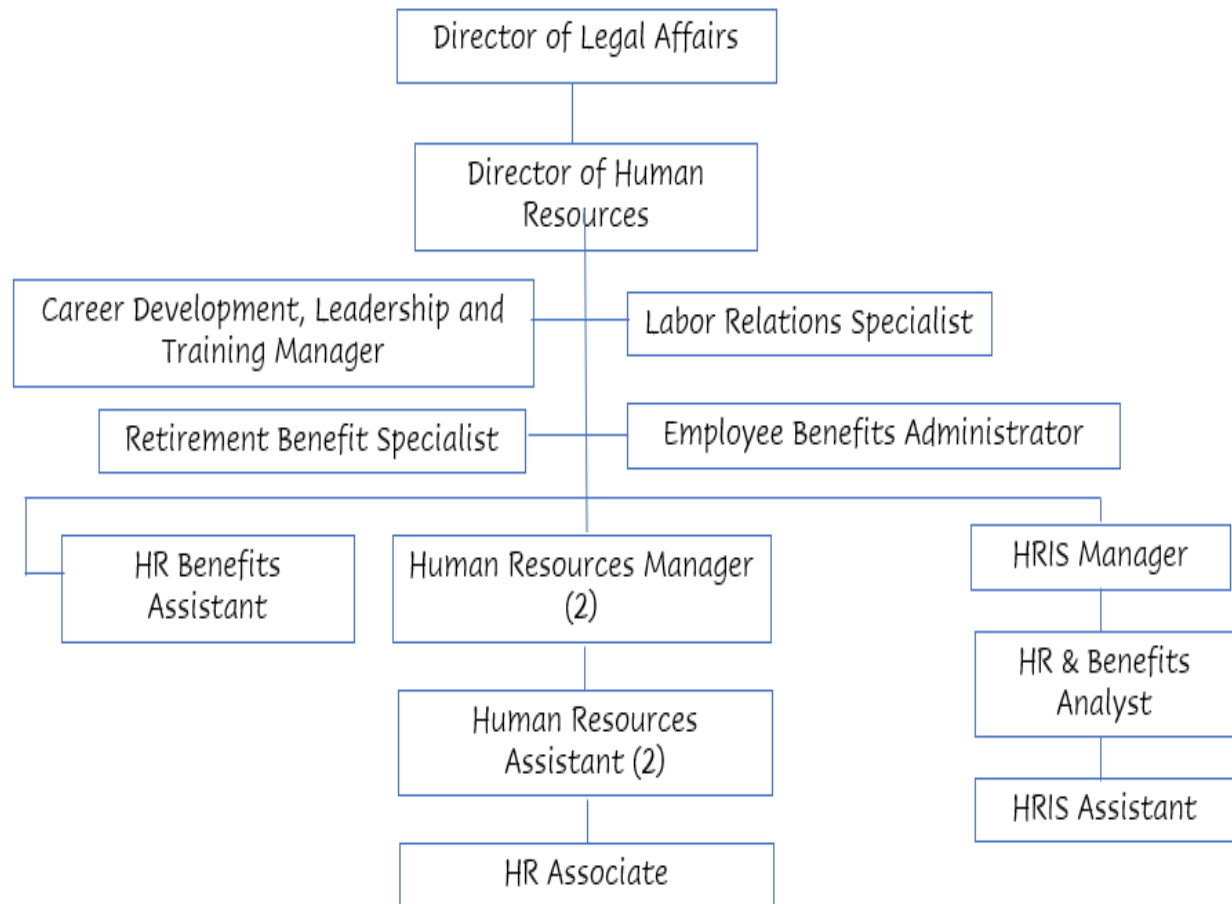 Director of Legal Affairs
Director of Human
Resources
Career Development, Leadership and
Training Manager
Labor Relations Specialist
Retirement Benefit Specialist
Employee Benefits Administrator
HR Benefits
Assistant
Human Resources Manager
(2)
HRIS Manager
HR & Benefits
Analyst
Human Resources
Assistant (2)
HRIS Assistant
HR Associate